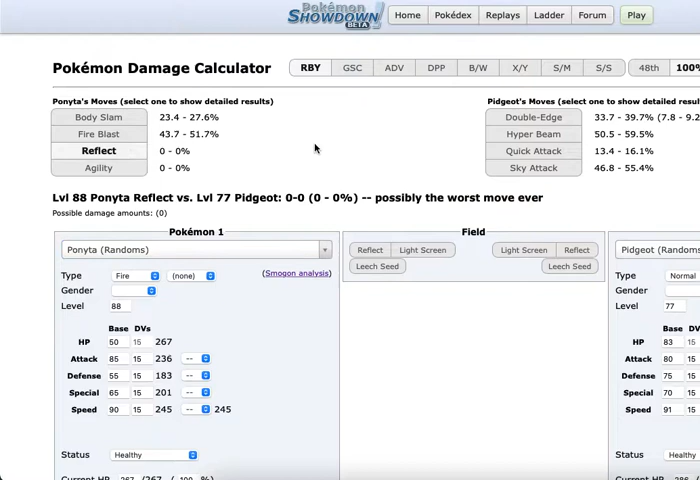 Pokémon
SHOWDOWN!
BETA
Home Pokédex Replays Ladder Forum Play
Pokémon Damage Calculator RBY GSC ADV DPP B/W X/Y S/M S/S 48th 100%
Ponyta's Moves (select one to show detailed results)
Body Slam 23.4 - 27.6%
Fire Blast 43.7 - 51.7%
Reflect 0 - 0%
Agility 0 - 0%
Pidgeot's Moves (select one to show detailed resul
Double-Edge 33.7 - 39.7% (7.8 - 9.2
Hyper Beam 50.5 - 59.5%
Quick Attack 13.4 - 16.1%
Sky Attack 46.8 - 55.4%
Lvl 88 Ponyta Reflect vs. Lvl 77 Pidgeot: 0-0 (0 - 0%) -- possibly the worst move ever
Possible damage amounts: (0)
Pokémon 1
Ponyta (Randoms)
Type Fire (none) (Smogon analysis)
Gender
Level 88
Base DVs
HP 50 15 267
Attack 85 15 236 --
Defense 55 15 183 --
Special 65 15 201 --
Speed 90 15 245 -- 245
Status Healthy
Current HP 267 /267 ( 100 %)
Field
Reflect Light Screen Light Screen Reflect
Leech Seed Leech Seed
Pidgeot (Randoms)
Type Normal
Gender
Level 77
Base DVs
HP 83 15
Attack 80 15
Defense 75 15
Special 70 15
Speed 91 15
Status Healthy
Current HP